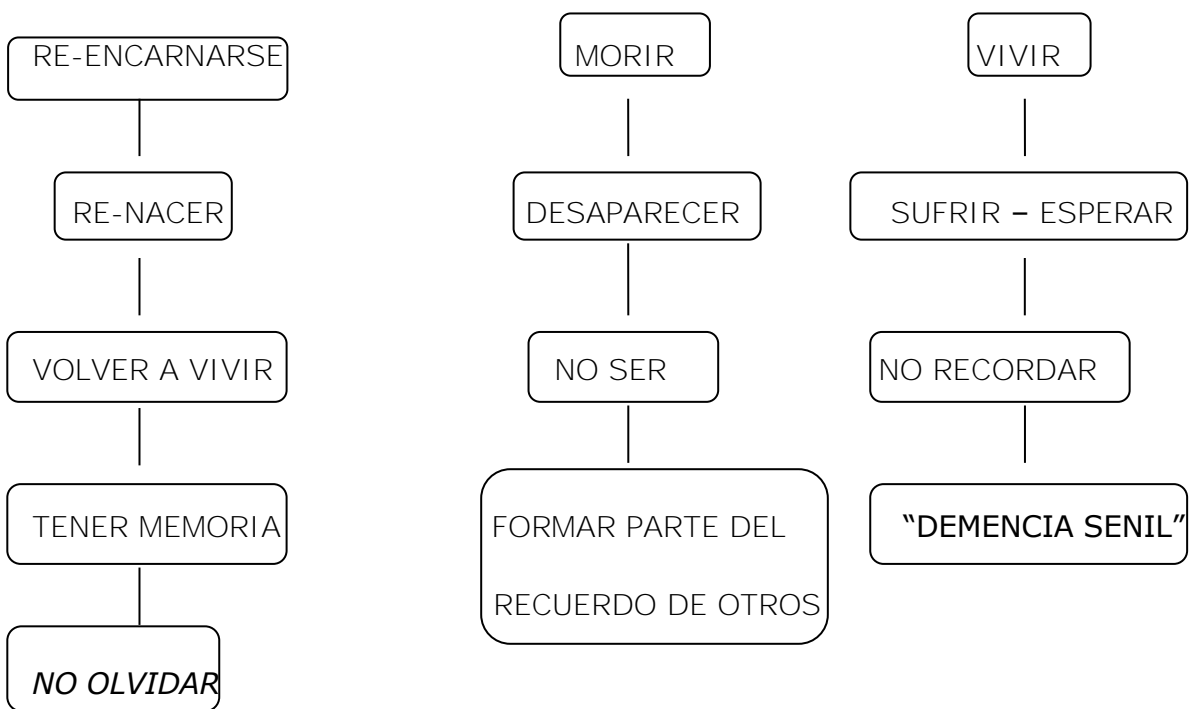 RE-ENCARNARSE
RE-NACER
VOLVER A VIVIR
TENER MEMORIA
NO OLVIDAR
MORIR
DESAPARECER
NO SER
FORMAR PARTE DEL
RECUERDO DE OTROS
VIVIR
SUFRIR – ESPERAR
NO RECORDAR
“DEMENCIA SENIL”